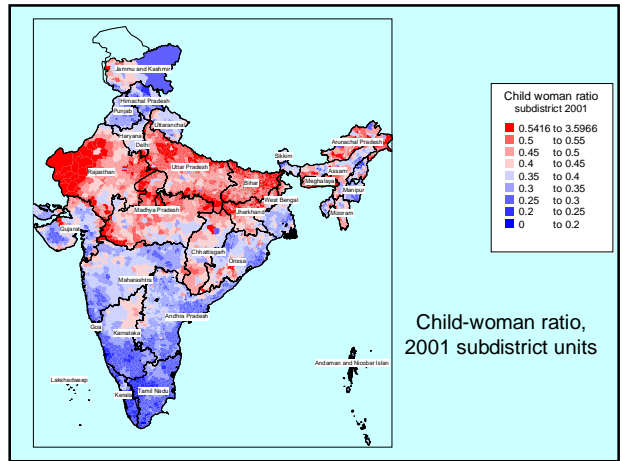 Jammu and Kashmir
Himachal Pradesh
Punjab
Uttaranchal
Haryana
Delhi
Arunachal Pradesh
Sikkim
Rajasthan
Uttar Pradesh
Assam
Bihar
Meghalaya
Manipur
West Bengal
Madhya Pradesh
Jharkhand
Mizoram
Gujarat
Chhattisgarh
Orissa
Maharashtra
Andhra Pradesh
Goa
Karnataka
Andaman and Nicobar Islan
Lakshadweep
Kerala
Tamil Nadu
Child woman ratio
subdistrict 2001
0.5416 to 3.5966
0.5 to 0.55
0.45 to 0.5
0.4 to 0.45
0.35 to 0.4
0.3 to 0.35
0.25 to 0.3
0.2 to 0.25
0 to 0.2
Child-woman ratio,
2001 subdistrict units